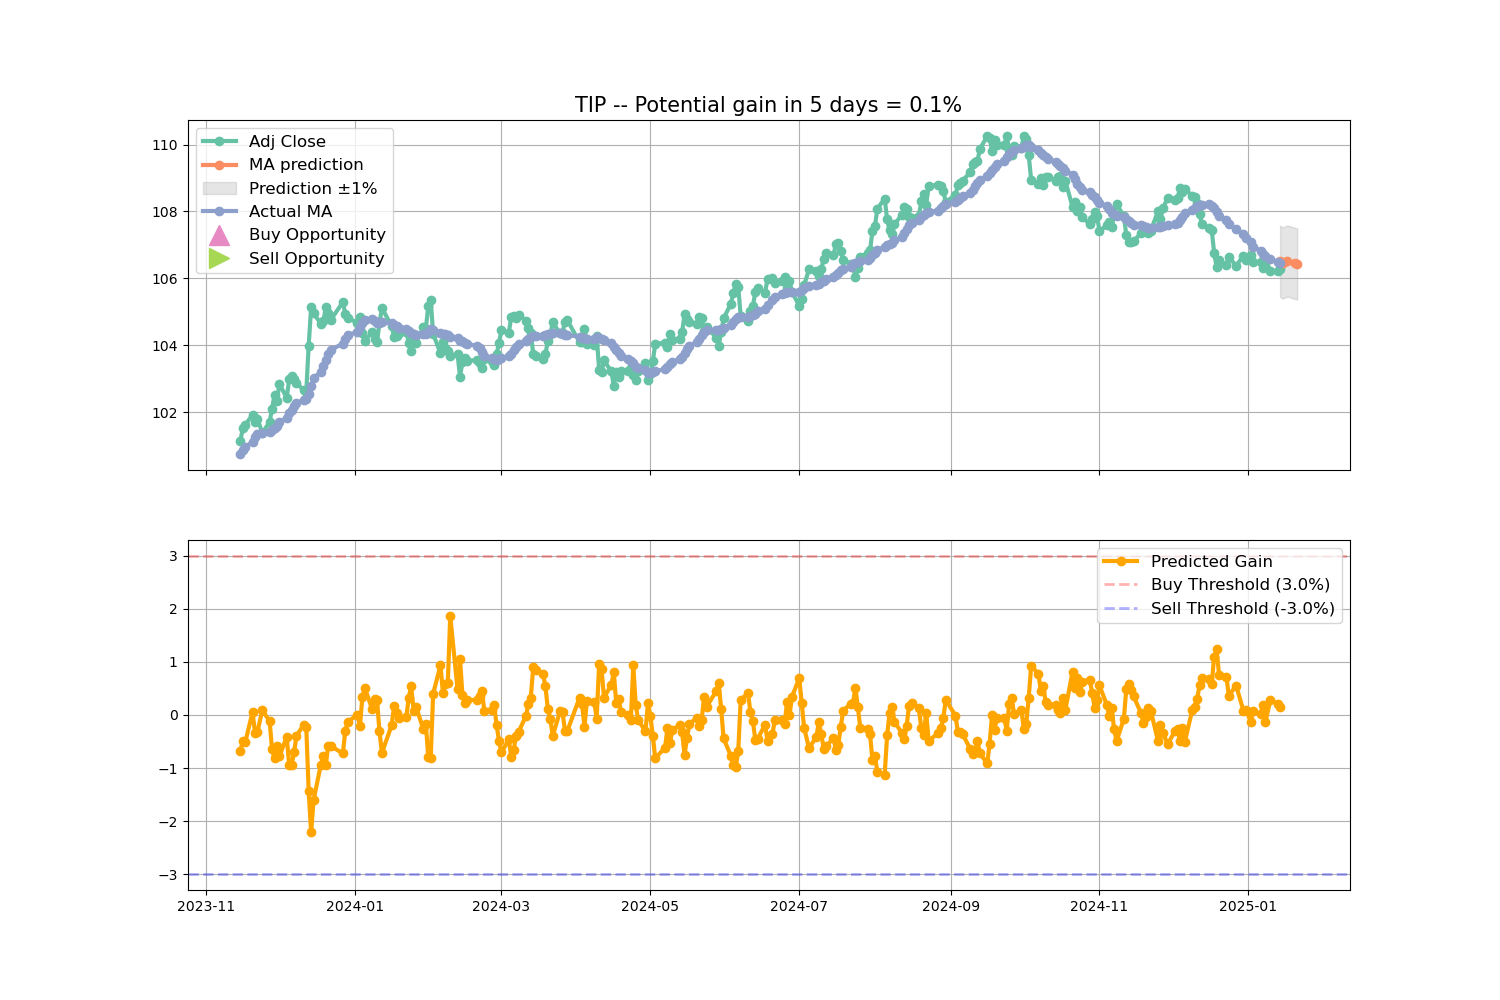 TIP -- Potential gain in 5 days = 0.1%
110
108
106
104
102
Adj Close
MA prediction
Prediction ±1%
Actual MA
Buy Opportunity
Sell Opportunity
3
2
1
0
−1
−2
−3
Predicted Gain
Buy Threshold (3.0%)
Sell Threshold (-3.0%)
2023-11 2024-01 2024-03 2024-05 2024-07 2024-09 2024-11 2025-01